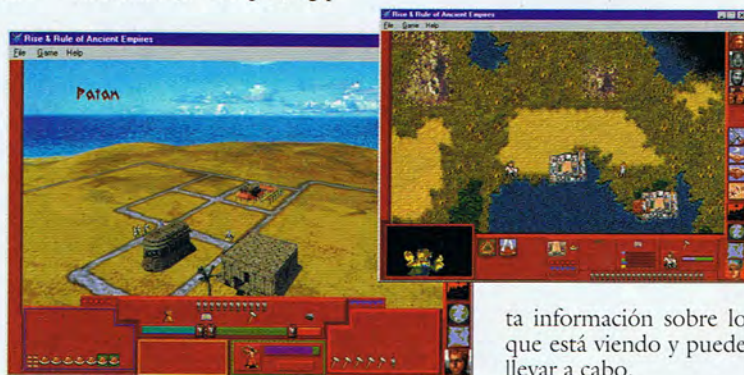 Rise & Rule of Ancient Empires
File Game Help
Patan
Rise & Rule of Ancient Empires
File Game Help
ta información sobre lo
que está viendo y puede
llevar a cabo.